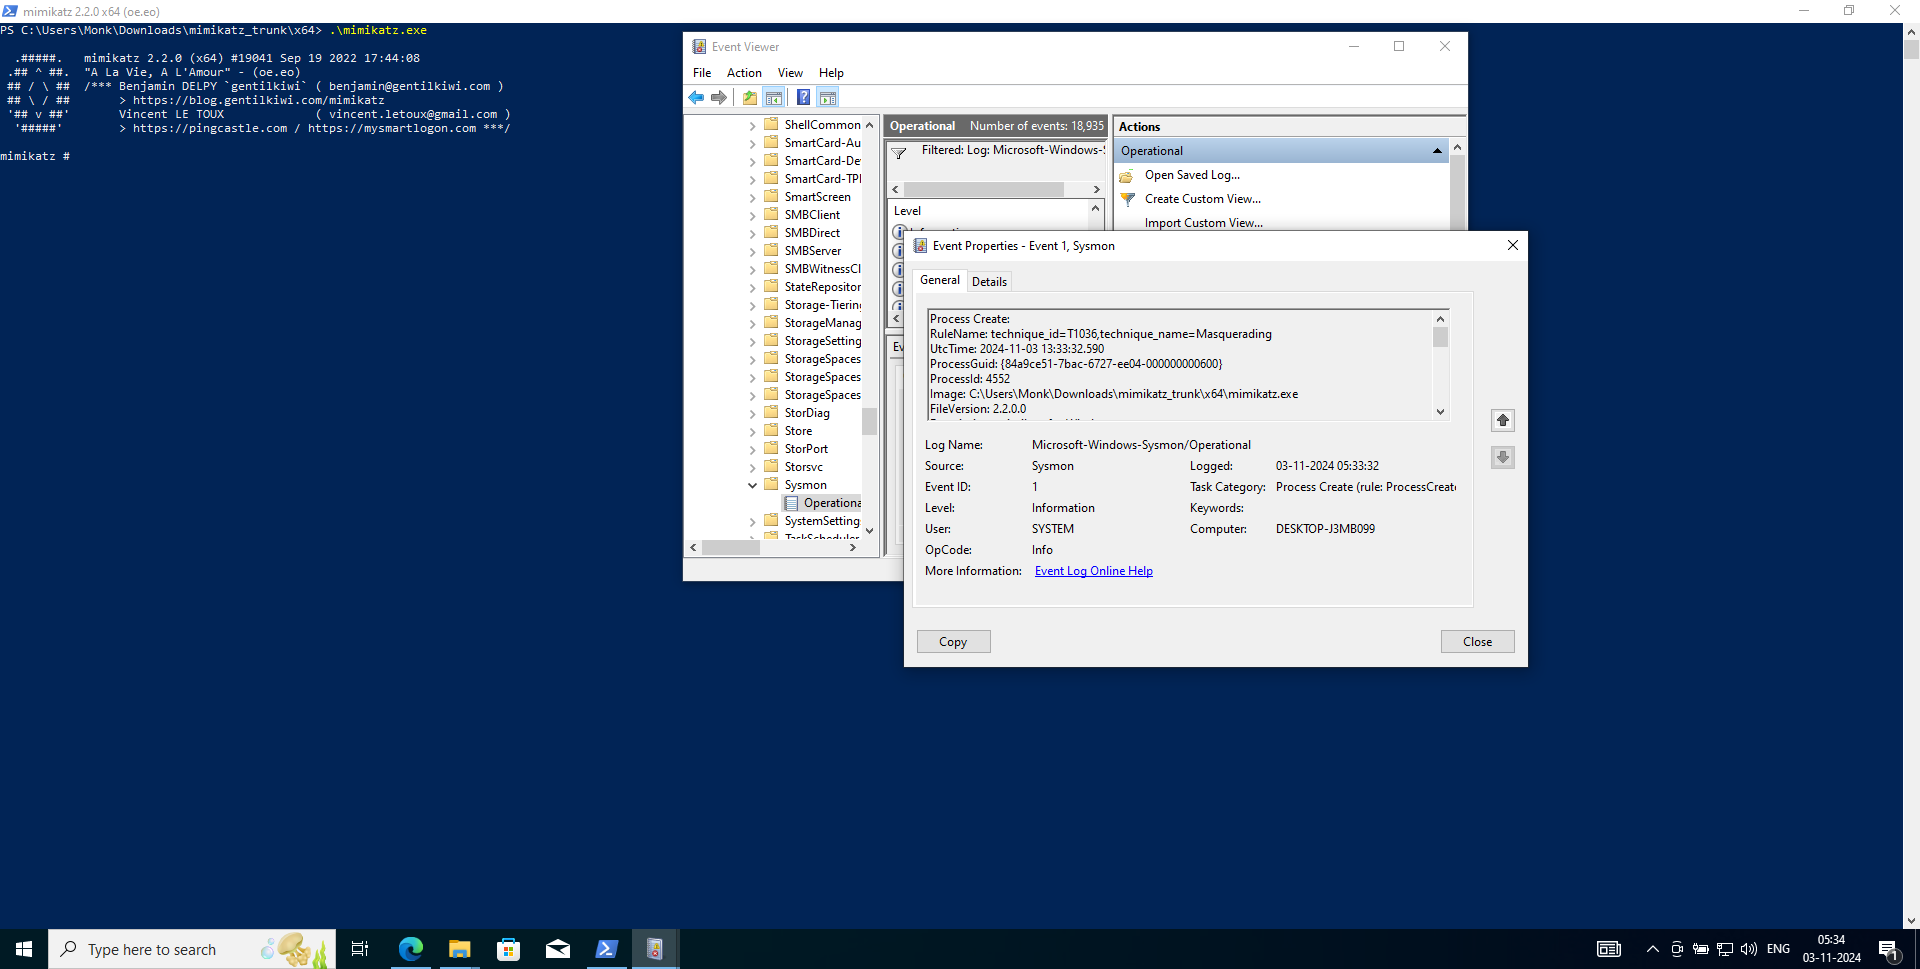 mimikatz 2.2.0 x64 (oe.eo)
PS C:\Users\Monk\Downloads\mimikatz_trunk\x64> .\mimikatz.exe
.#####.   mimikatz 2.2.0 (x64) #19041 Sep 19 2022 17:44:08
.## ^ ##.  "A La Vie, A L'Amour" - (oe.eo)
## / \ ##  /*** Benjamin DELPY `gentilkiwi` ( benjamin@gentilkiwi.com )
## \ / ##       > https://blog.gentilkiwi.com/mimikatz
'## v ##'       Vincent LE TOUX             ( vincent.letoux@gmail.com )
'#####'        > https://pingcastle.com / https://mysmartlogon.com ***/
mimikatz #
Event Viewer
File Action View Help
ShellCommon
SmartCard-Au
SmartCard-De
SmartCard-TPI
SmartScreen
SMBClient
SMBDirect
SMBServer
SMBWitnessCl
StateRepositor
Storage-Tierin
StorageManag
StorageSetting
StorageSpaces
StorageSpaces
StorageSpaces
StorDiag
Store
StorPort
Storsvc
Sysmon
Operationa
SystemSetting
TaskScheduler
Operational Number of events: 18,935
Filtered: Log: Microsoft-Windows-S
Level
Ev
Actions
Operational
Open Saved Log...
Create Custom View...
Import Custom View...
Event Properties - Event 1, Sysmon
General Details
Process Create:
RuleName: technique_id=T1036,technique_name=Masquerading
UtcTime: 2024-11-03 13:33:32.590
ProcessGuid: {84a9ce51-7bac-6727-ee04-000000000600}
ProcessId: 4552
Image: C:\Users\Monk\Downloads\mimikatz_trunk\x64\mimikatz.exe
FileVersion: 2.2.0.0
Log Name: Microsoft-Windows-Sysmon/Operational
Source: Sysmon Logged: 03-11-2024 05:33:32
Event ID: 1 Task Category: Process Create (rule: ProcessCreate
Level: Information Keywords:
User: SYSTEM Computer: DESKTOP-J3MB099
OpCode: Info
More Information: Event Log Online Help
Copy Close
Type here to search
ENG
05:34
03-11-2024
1